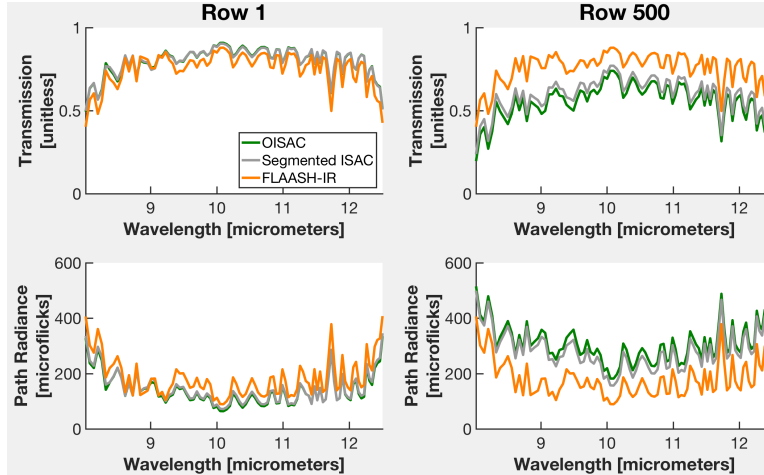 Row 1
Row 500
1
0.5
0
Transmission
[unitless]
OISAC
Segmented ISAC
FLAASH-IR
9
10
11
12
Wavelength [micrometers]
1
0.5
0
Transmission
[unitless]
9
10
11
12
Wavelength [micrometers]
600
400
200
0
Path Radiance
[microflicks]
9
10
11
12
Wavelength [micrometers]
600
400
200
0
Path Radiance
[microflicks]
9
10
11
12
Wavelength [micrometers]